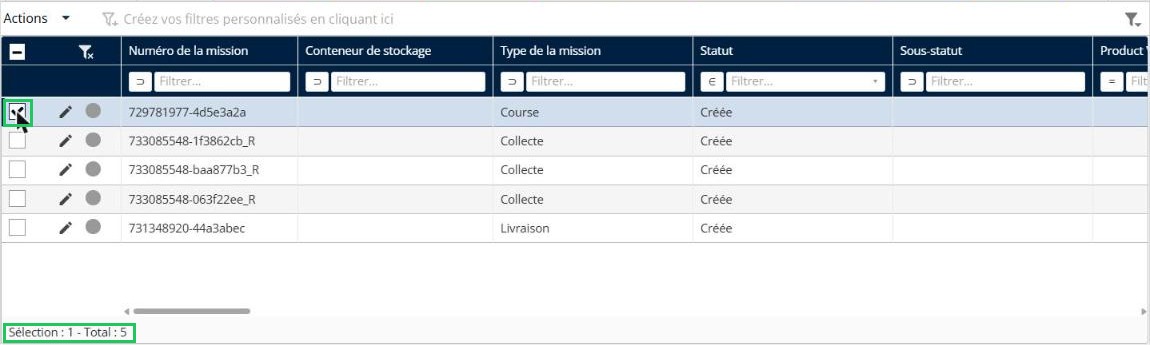 Actions Créez vos filtres personnalisés en cliquant ici
Numéro de la mission Conteneur de stockage Type de la mission Statut Sous-statut Product
⊃ Filtrer... ⊃ Filtrer... ⊃ Filtrer... ∈ Filtrer... ⊃ Filtrer... =
729781977-4d5e3a2a Course Créée
733085548-1f3862cb_R Collecte Créée
733085548-baa877b3_R Collecte Créée
733085548-063f22ee_R Collecte Créée
731348920-44a3abec Livraison Créée
Sélection : 1 - Total : 5